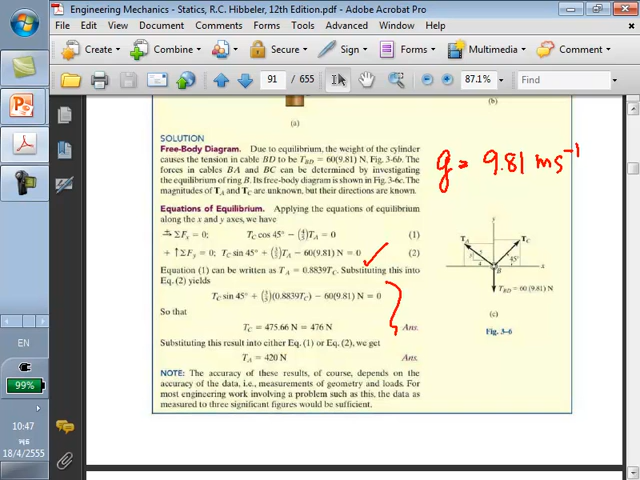 Engineering Mechanics - Statics, R.C. Hibbeler, 12th Edition.pdf - Adobe Acrobat Pro
File Edit View Document Comments Forms Tools Advanced Window Help
Create Combine Secure Sign Forms Multimedia Comment
91 / 655 87.1% Find
(a)
(b)
SOLUTION
Free-Body Diagram. Due to equilibrium, the weight of the cylinder
causes the tension in cable BD to be T_BD = 60(9.81) N, Fig. 3-6b. The
forces in cables BA and BC can be determined by investigating
the equilibrium of ring B. Its free-body diagram is shown in Fig. 3-6c. The
magnitudes of T_A and T_C are unknown, but their directions are known.
g = 9.81 ms⁻¹
Equations of Equilibrium. Applying the equations of equilibrium
along the x and y axes, we have
→ ΣFx = 0; T_C cos 45° − (4/5)T_A = 0 (1)
+↑ΣFy = 0; T_C sin 45° + (3/5)T_A − 60(9.81) N = 0 (2)
Equation (1) can be written as T_A = 0.8839T_C. Substituting this into
Eq. (2) yields
T_C sin 45° + (3/5)(0.8839T_C) − 60(9.81) N = 0
So that
T_C = 475.66 N = 476 N Ans.
Substituting this result into either Eq. (1) or Eq. (2), we get
T_A = 420 N Ans.
y
T_A T_C
45°
x
B
T_BD = 60 (9.81) N
(c)
Fig. 3–6
NOTE: The accuracy of these results, of course, depends on the
accuracy of the data, i.e., measurements of geometry and loads. For
most engineering work involving a problem such as this, the data as
measured to three significant figures would be sufficient.
EN
99%
10:47
18/4/2555